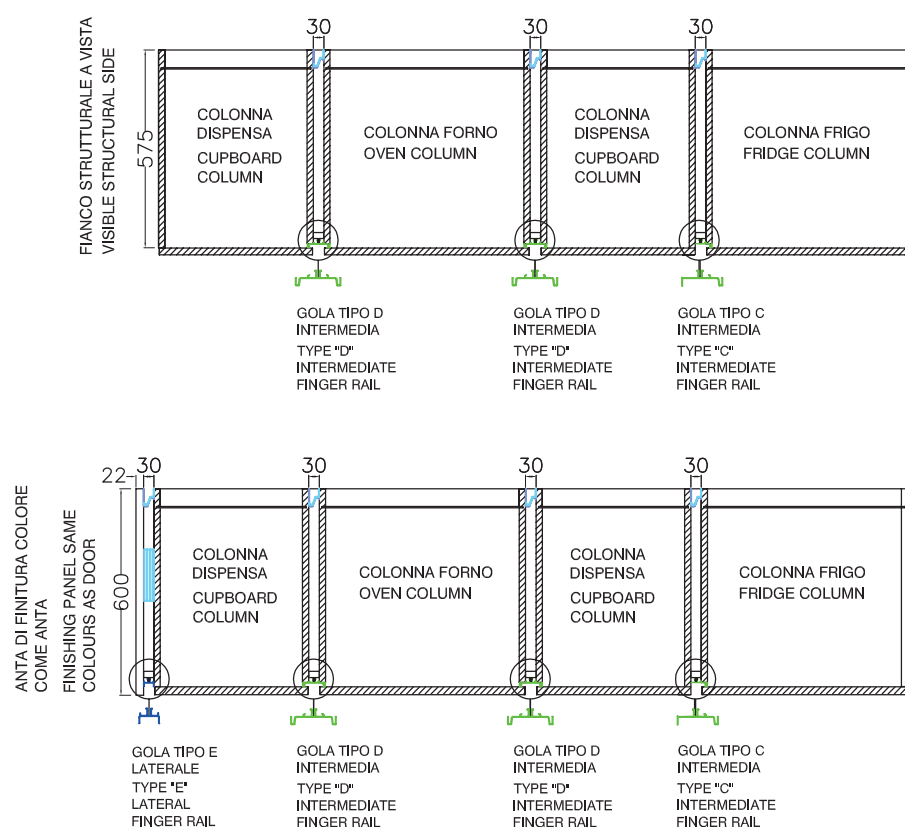 30
30
30
FIANCO STRUTTURALE A VISTA
VISIBLE STRUCTURAL SIDE
575
COLONNA
DISPENSA
CUPBOARD
COLUMN
COLONNA FORNO
OVEN COLUMN
COLONNA
DISPENSA
CUPBOARD
COLUMN
COLONNA FRIGO
FRIDGE COLUMN
GOLA TIPO D
INTERMEDIA
TYPE "D"
INTERMEDIATE
FINGER RAIL
GOLA TIPO D
INTERMEDIA
TYPE "D"
INTERMEDIATE
FINGER RAIL
GOLA TIPO C
INTERMEDIA
TYPE "C"
INTERMEDIATE
FINGER RAIL
22
30
30
30
30
ANTA DI FINITURA COLORE
COME ANTA
FINISHING PANEL SAME
COLOURS AS DOOR
600
COLONNA
DISPENSA
CUPBOARD
COLUMN
COLONNA FORNO
OVEN COLUMN
COLONNA
DISPENSA
CUPBOARD
COLUMN
COLONNA FRIGO
FRIDGE COLUMN
GOLA TIPO E
LATERALE
TYPE "E"
LATERAL
FINGER RAIL
GOLA TIPO D
INTERMEDIA
TYPE "D"
INTERMEDIATE
FINGER RAIL
GOLA TIPO D
INTERMEDIA
TYPE "D"
INTERMEDIATE
FINGER RAIL
GOLA TIPO C
INTERMEDIA
TYPE "C"
INTERMEDIATE
FINGER RAIL